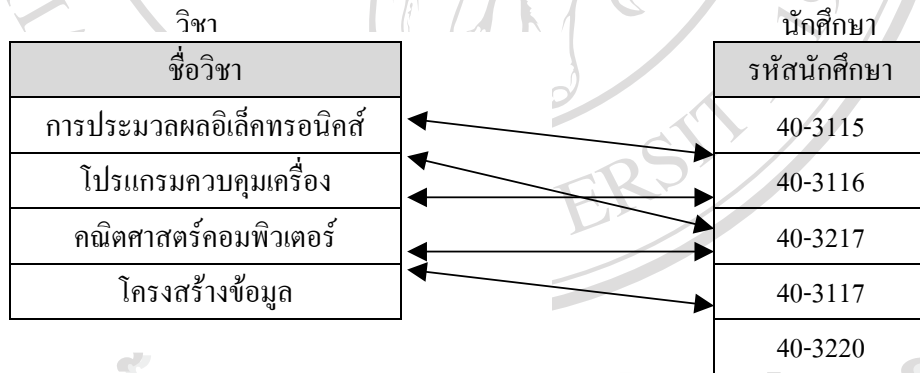 วิชา
นักศึกษา
ชื่อวิชา
รหัสนักศึกษา
การประมวลผลอิเล็คทรอนิคส์
40-3115
โปรแกรมควบคุมเครื่อง
40-3116
คณิตศาสตร์คอมพิวเตอร์
40-3217
โครงสร้างข้อมูล
40-3117
40-3220
ERSIT